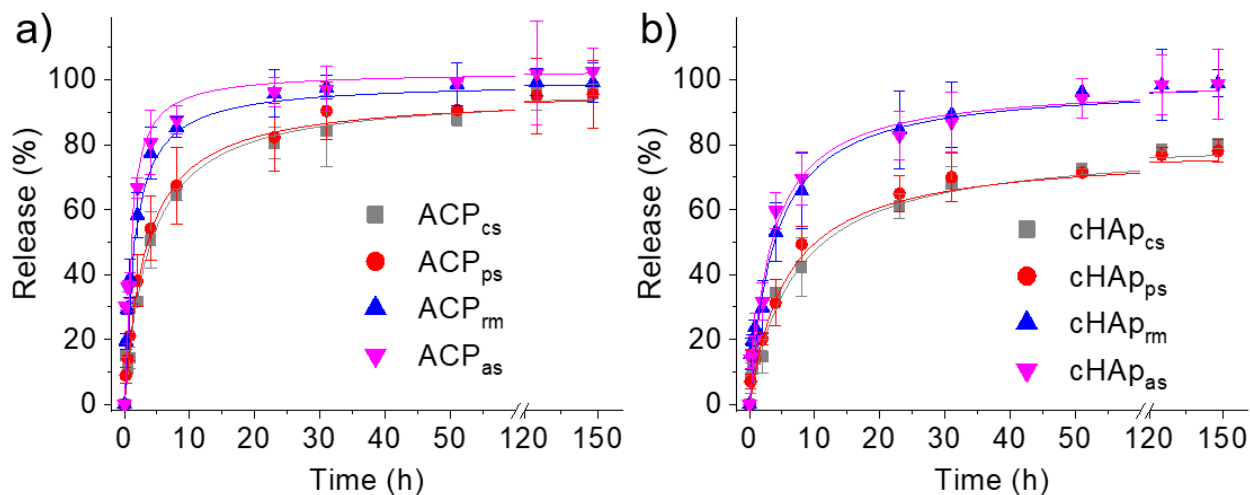 a)
Release (%)
100
80
60
40
20
0
ACPcs
ACPps
ACPrm
ACPas
0 10 20 30 40 50 120 150
Time (h)
b)
Release (%)
100
80
60
40
20
0
cHApcs
cHApps
cHAprm
cHApas
0 10 20 30 40 50 120 150
Time (h)